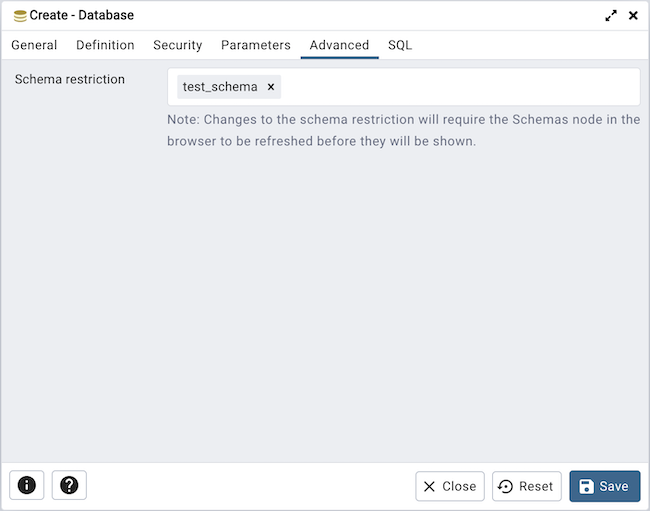 Create - Database
General Definition Security Parameters Advanced SQL
Schema restriction
test_schema
Note: Changes to the schema restriction will require the Schemas node in the
browser to be refreshed before they will be shown.
Close Reset Save